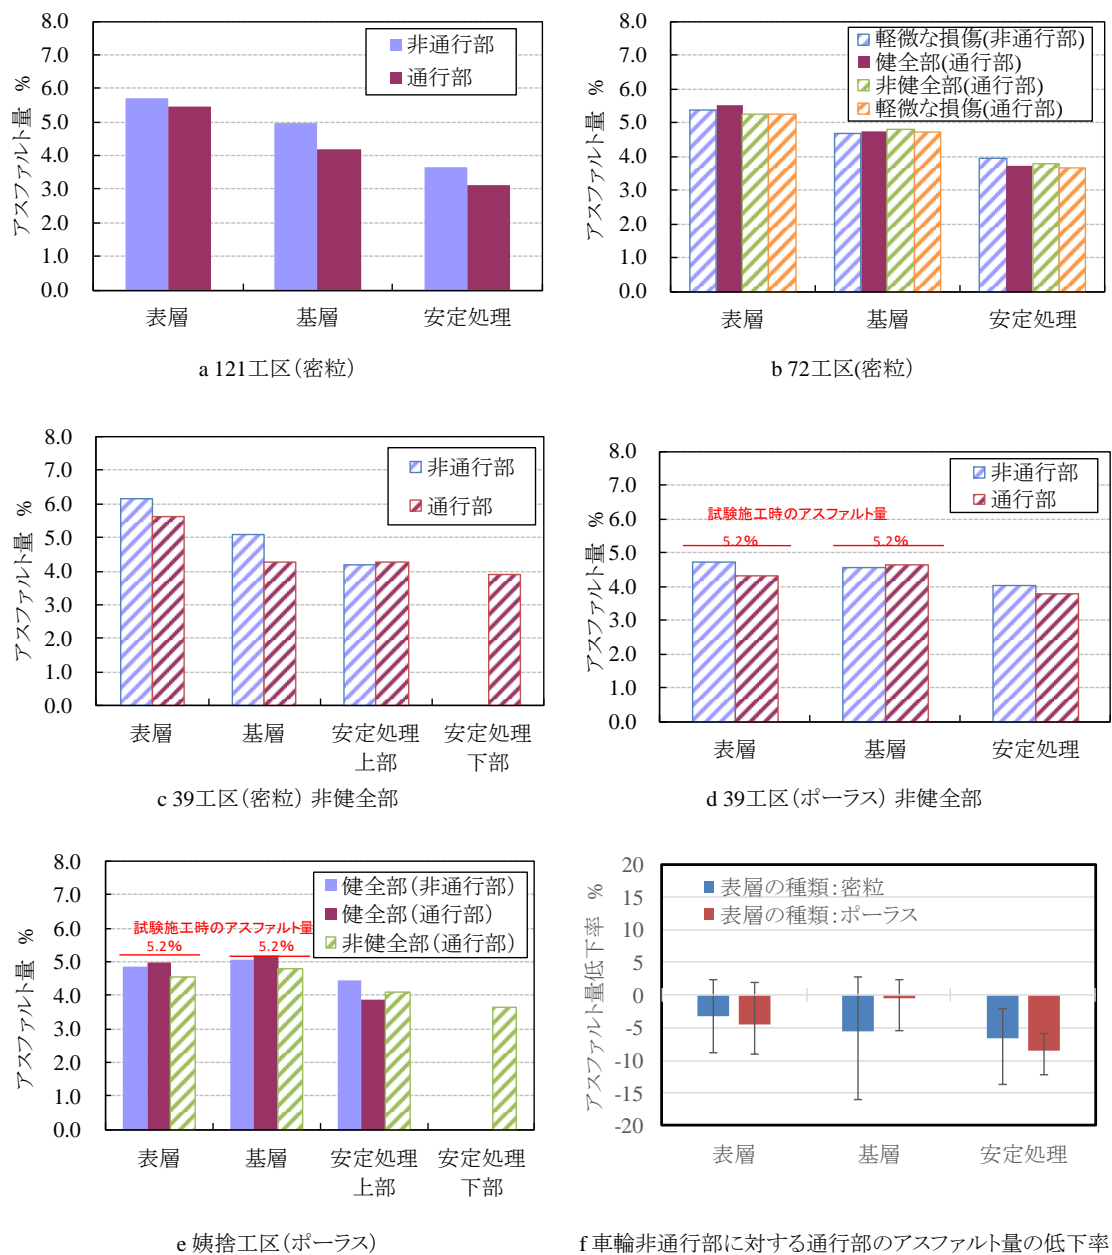 8.0
7.0
6.0
5.0
4.0
3.0
2.0
1.0
0.0
アスファルト量 %
非通行部
通行部
表層 基層 安定処理
a 121工区（密粒）
8.0
7.0
6.0
5.0
4.0
3.0
2.0
1.0
0.0
アスファルト量 %
軽微な損傷(非通行部)
健全部(通行部)
非健全部(通行部)
軽微な損傷(通行部)
表層 基層 安定処理
b 72工区(密粒)
8.0
7.0
6.0
5.0
4.0
3.0
2.0
1.0
0.0
アスファルト量 %
非通行部
通行部
表層 基層 安定処理 安定処理
上部 下部
c 39工区（密粒） 非健全部
8.0
7.0
6.0
5.0
4.0
3.0
2.0
1.0
0.0
アスファルト量 %
非通行部
通行部
試験施工時のアスファルト量
5.2% 5.2%
表層 基層 安定処理
d 39工区（ポーラス） 非健全部
8.0
7.0
6.0
5.0
4.0
3.0
2.0
1.0
0.0
アスファルト量 %
健全部（非通行部）
健全部（通行部）
非健全部（通行部）
試験施工時のアスファルト量
5.2% 5.2%
表層 基層 安定処理 安定処理
上部 下部
e 姨捨工区（ポーラス）
20
15
10
5
0
-5
-10
-15
-20
アスファルト量低下率 %
表層の種類：密粒
表層の種類：ポーラス
表層 基層 安定処理
f 車輪非通行部に対する通行部のアスファルト量の低下率